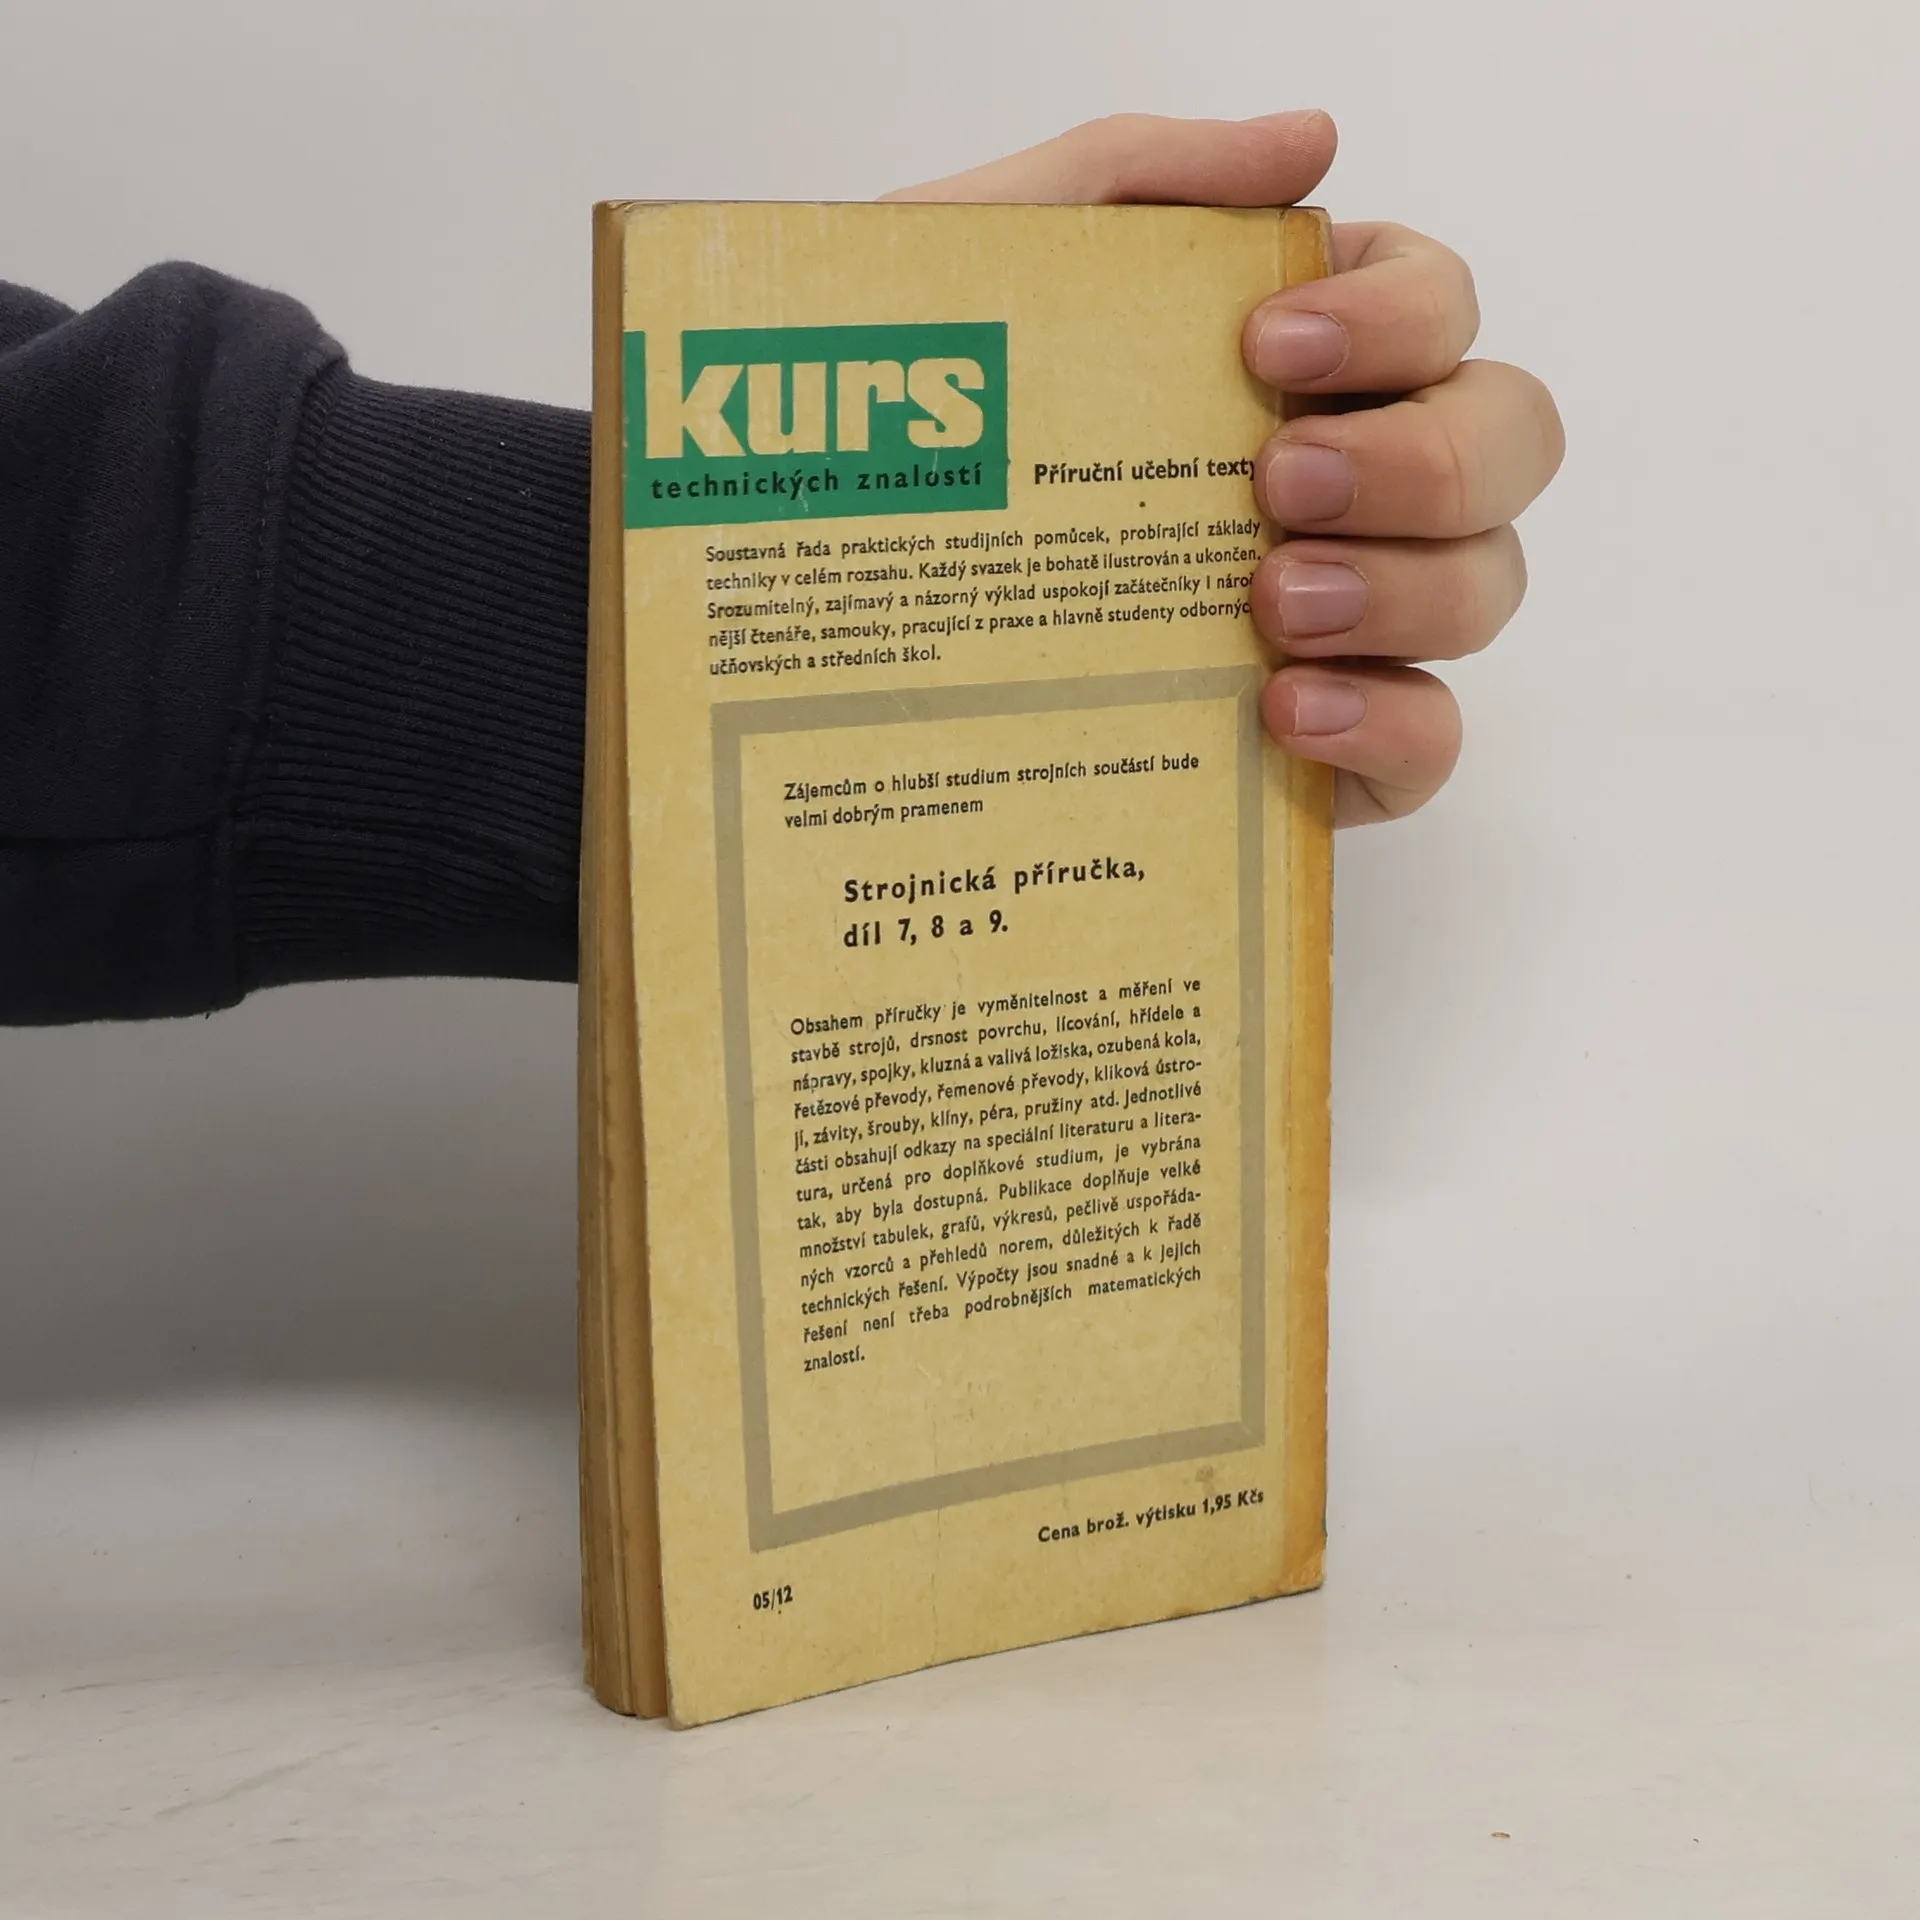 kurs
technických znalostí
Příruční učební texty
Soustavná řada praktických studijních pomůcek, probírající základy
techniky v celém rozsahu. Každý svazek je bohatě ilustrován a ukončen.
Srozumitelný, zajímavý a názorný výklad uspokojí začátečníky i nároč
nější čtenáře, samouky, pracující z praxe a hlavně studenty odborných
učňovských a středních škol.
Zájemcům o hlubší studium strojních součástí bude
velmi dobrým pramenem
Strojnická příručka,
díl 7, 8 a 9.
Obsahem příručky je vyměnitelnost a měření ve
stavbě strojů, drsnost povrchu, lícování, hřídele a
nápravy, spojky, kluzná a valivá ložiska, ozubená kola,
řetězové převody, řemenové převody, kliková ústro-
jí, závity, šrouby, klíny, péra, pružiny atd. Jednotlivé
části obsahují odkazy na speciální literaturu a litera-
tura, určená pro doplňkové studium, je vybrána
tak, aby byla dostupná. Publikace doplňuje velké
množství tabulek, grafů, výkresů, pečlivě uspořáda-
ných vzorců a přehledů norem, důležitých k řadě
technických řešení. Výpočty jsou snadné a k jejich
řešení není třeba podrobnějších matematických
znalostí.
Cena brož. výtisku 1,95 Kčs
05/12